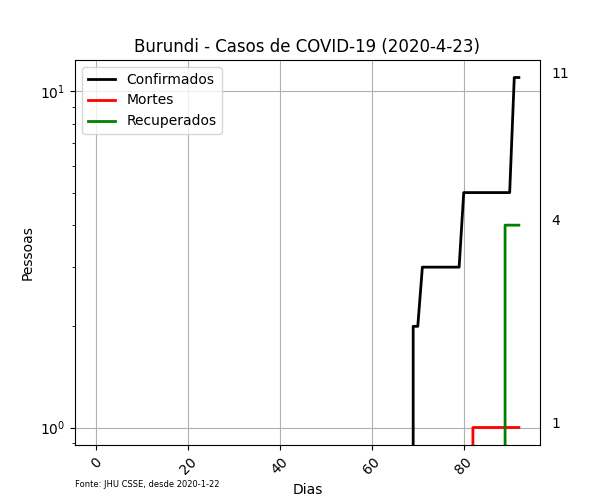 Burundi - Casos de COVID-19 (2020-4-23)
Confirmados
Mortes
Recuperados
11
4
1
10¹
10⁰
Pessoas
0
20
40
60
80
Dias
Fonte: JHU CSSE, desde 2020-1-22